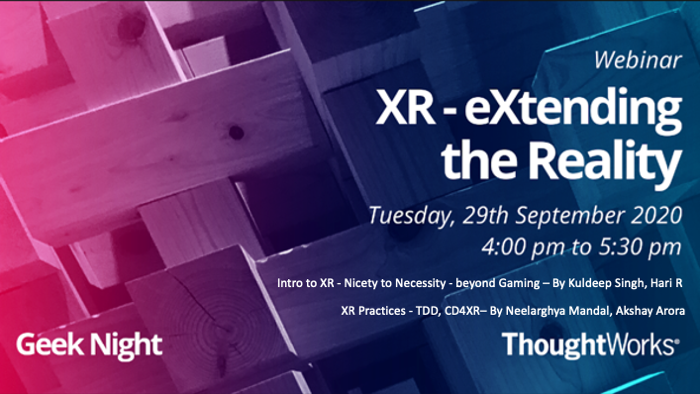 Webinar
XR - eXtending
the Reality
Tuesday, 29th September 2020
4:00 pm to 5:30 pm
Intro to XR - Nicety to Necessity - beyond Gaming – By Kuldeep Singh, Hari R
XR Practices - TDD, CD4XR– By Neelarghya Mandal, Akshay Arora
Geek Night
ThoughtWorks®